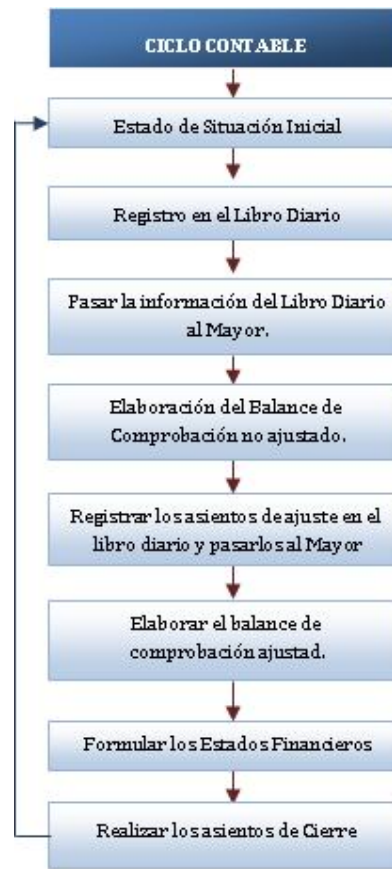 CICLO CONTABLE
Estado de Situación Inicial
Registro en el Libro Diario
Pasar la información del Libro Diario
al Mayor.
Elaboración del Balance de
Comprobación no ajustado.
Registrar los asientos de ajuste en el
libro diario y pasarlos al Mayor
Elaborar el balance de
comprobación ajustad.
Formular los Estados Financieros
Realizar los asientos de Cierre